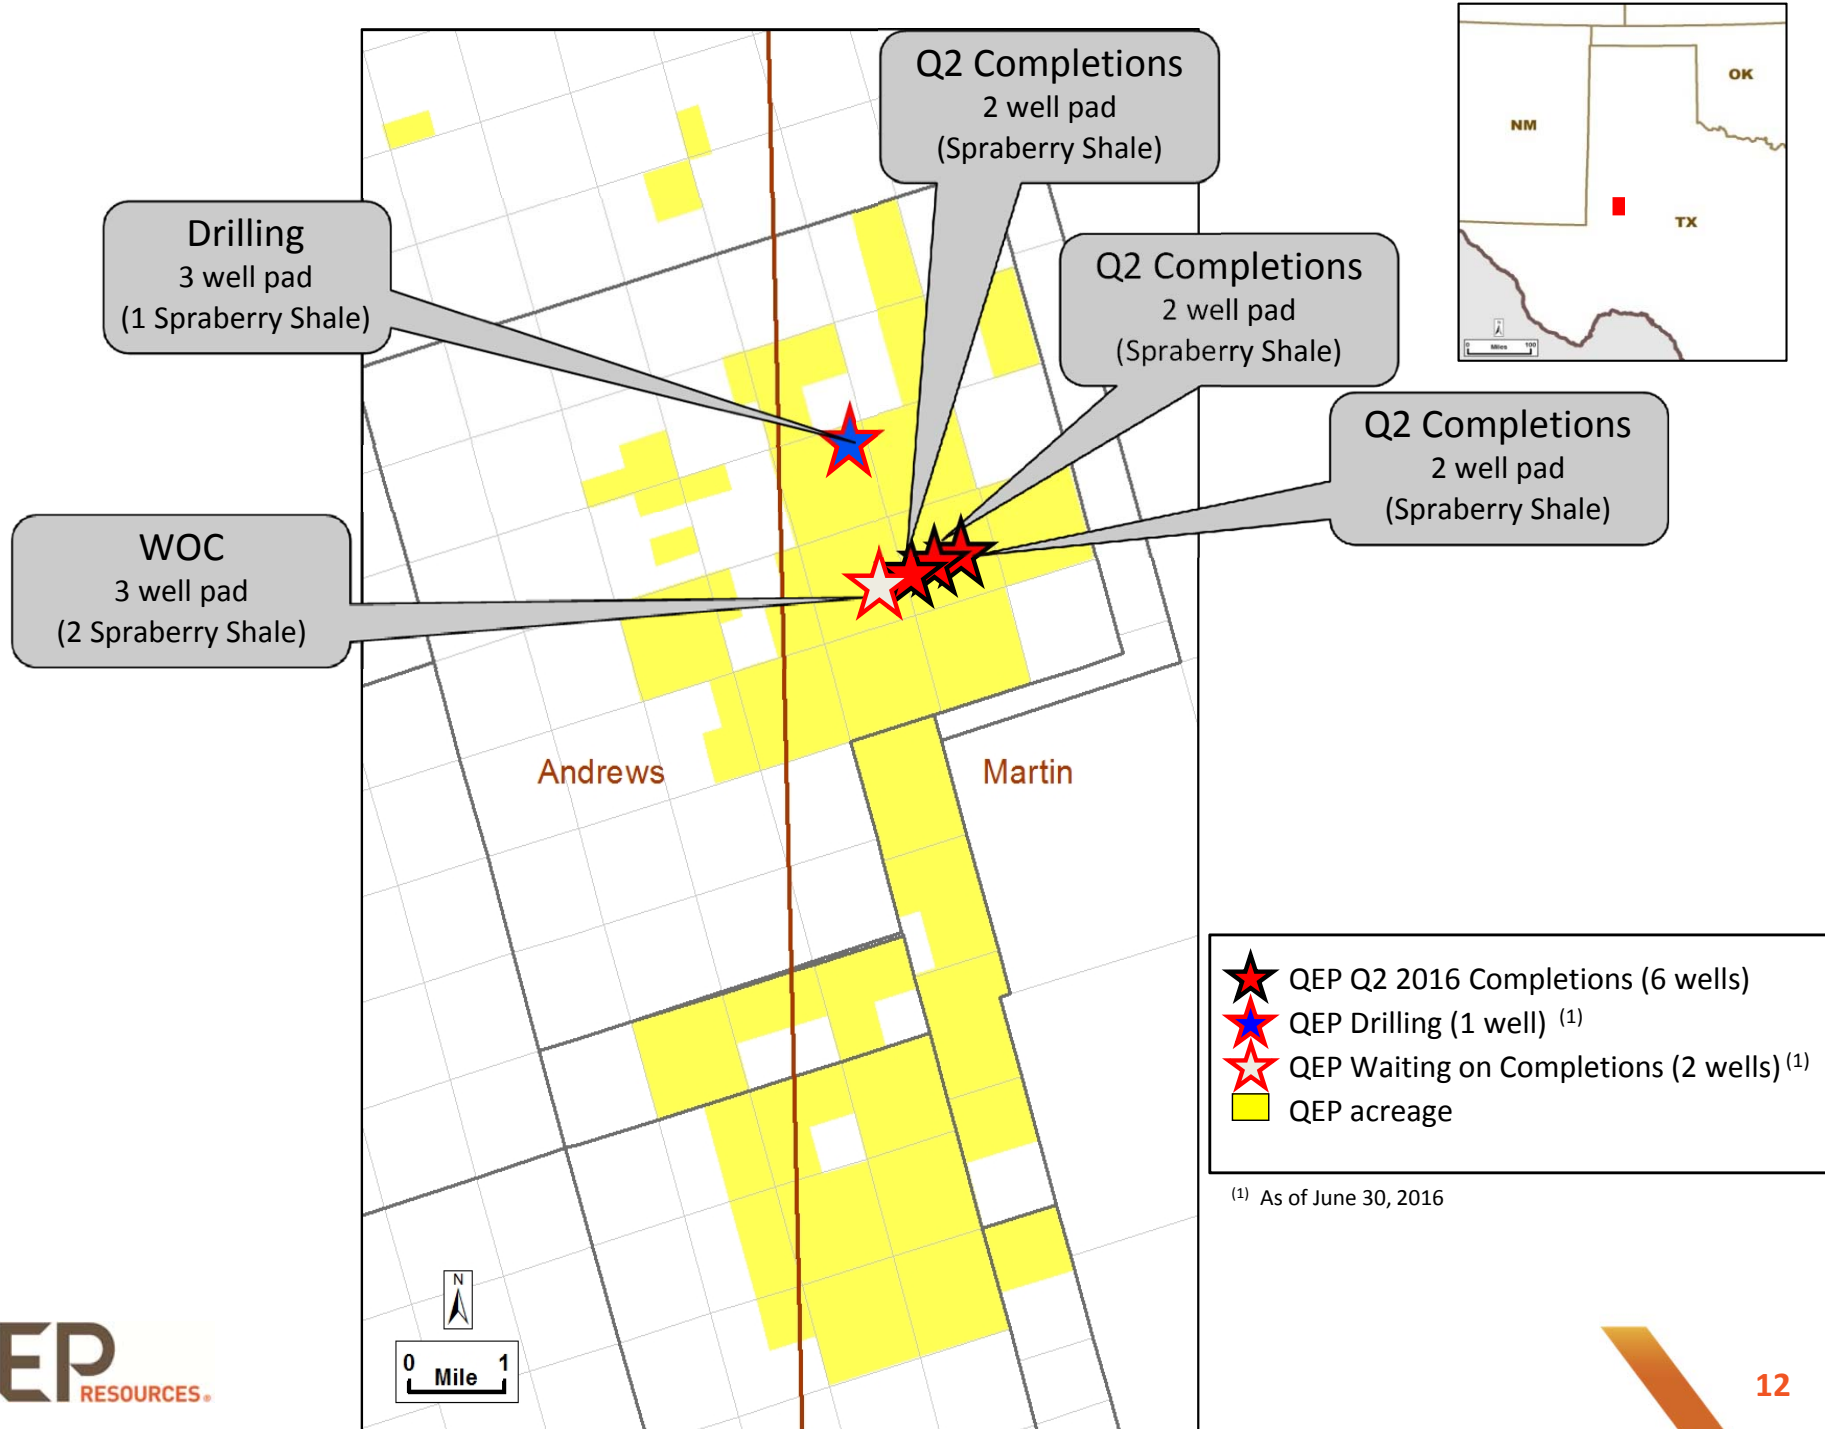 Q2 Completions
2 well pad
(Spraberry Shale)
OK
NM
TX
N
0 Miles 100
Drilling
3 well pad
(1 Spraberry Shale)
Q2 Completions
2 well pad
(Spraberry Shale)
Q2 Completions
2 well pad
(Spraberry Shale)
WOC
3 well pad
(2 Spraberry Shale)
Andrews
Martin
QEP Q2 2016 Completions (6 wells)
QEP Drilling (1 well) (1)
QEP Waiting on Completions (2 wells) (1)
QEP acreage
(1) As of June 30, 2016
N
0 1
Mile
EP
RESOURCES®
12